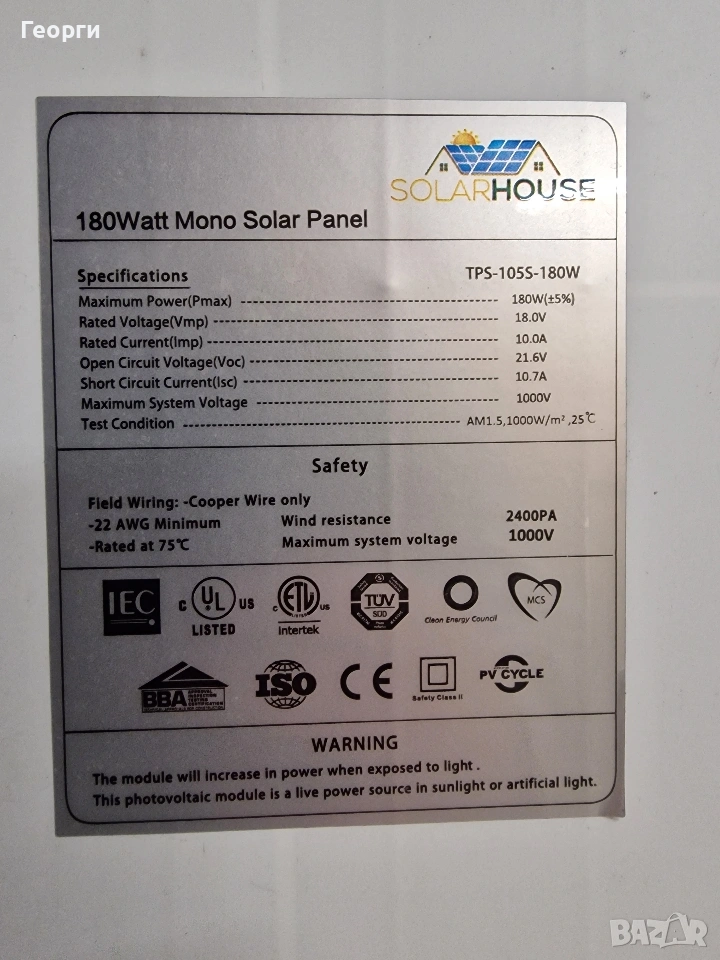 Георги
SOLARHOUSE
180Watt Mono Solar Panel
Specifications TPS-105S-180W
Maximum Power(Pmax) ------------------------ 180W(±5%)
Rated Voltage(Vmp) ------------------------ 18.0V
Rated Current(Imp) ------------------------ 10.0A
Open Circuit Voltage(Voc) ------------------------ 21.6V
Short Circuit Current(Isc) ------------------------ 10.7A
Maximum System Voltage ------------------------ 1000V
Test Condition ------------------------ AM1.5,1000W/m²,25℃
Safety
Field Wiring: -Cooper Wire only
-22 AWG Minimum Wind resistance 2400PA
-Rated at 75℃ Maximum system voltage 1000V
IEC C UL US LISTED ETL US Intertek TÜV SÜD Clean Energy Council MCS
BBA APPROVAL INSPECTION TESTING CERTIFICATION ISO CE Safety Class II PV CYCLE
WARNING
The module will increase in power when exposed to light .
This photovoltaic module is a live power source in sunlight or artificial light.
BAZAR